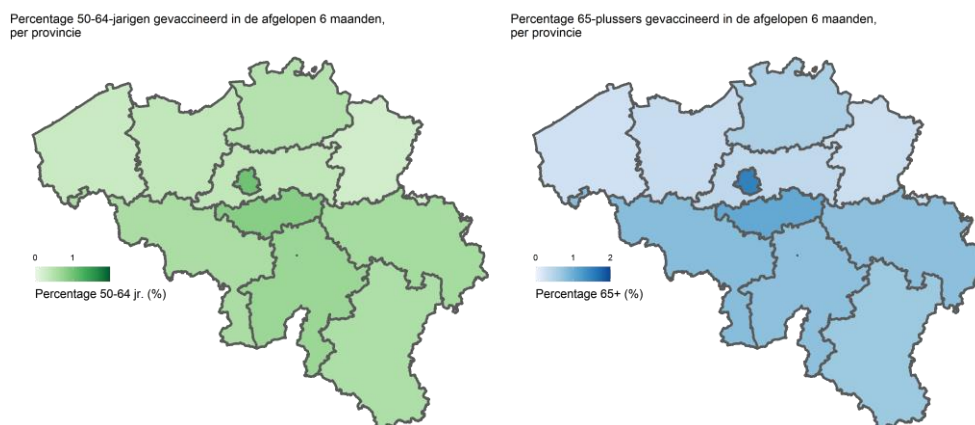 Percentage 50-64-jarigen gevaccineerd in de afgelopen 6 maanden,
per provincie
0 1
Percentage 50-64 jr. (%)
Percentage 65-plussers gevaccineerd in de afgelopen 6 maanden,
per provincie
0 1 2
Percentage 65+ (%)